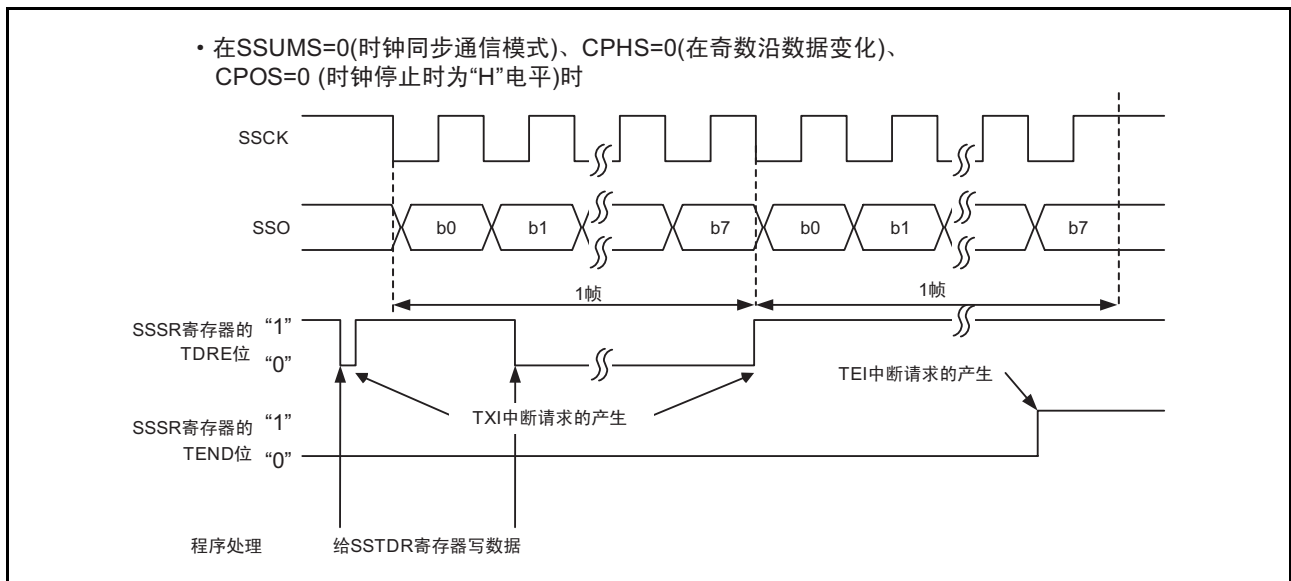 • 在SSUMS=0(时钟同步通信模式)、CPHS=0(在奇数沿数据变化)、
CPOS=0 (时钟停止时为“H”电平)时
SSCK
SSO
b0
b1
b7
b0
b1
b7
1帧
1帧
SSSR寄存器的
TDRE位
“1”
“0”
TEI中断请求的产生
TXI中断请求的产生
SSSR寄存器的
TEND位
“1”
“0”
程序处理
给SSTDR寄存器写数据